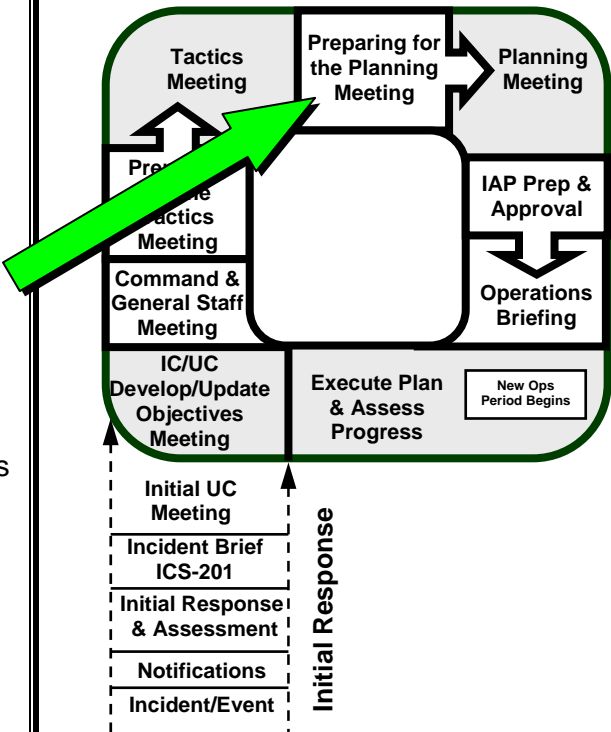 Tactics
Meeting
Preparing for
the Planning
Meeting
Planning
Meeting
Meeting
Command &
General Staff
Meeting
IAP Prep &
Approval
Operations
Briefing
IC/UC
Develop/Update
Objectives
Meeting
Execute Plan
& Assess
Progress
New Ops
Period Begins
s
Initial UC
Meeting
Incident Brief
ICS-201
Initial Response
& Assessment
Notifications
Incident/Event
Initial Response